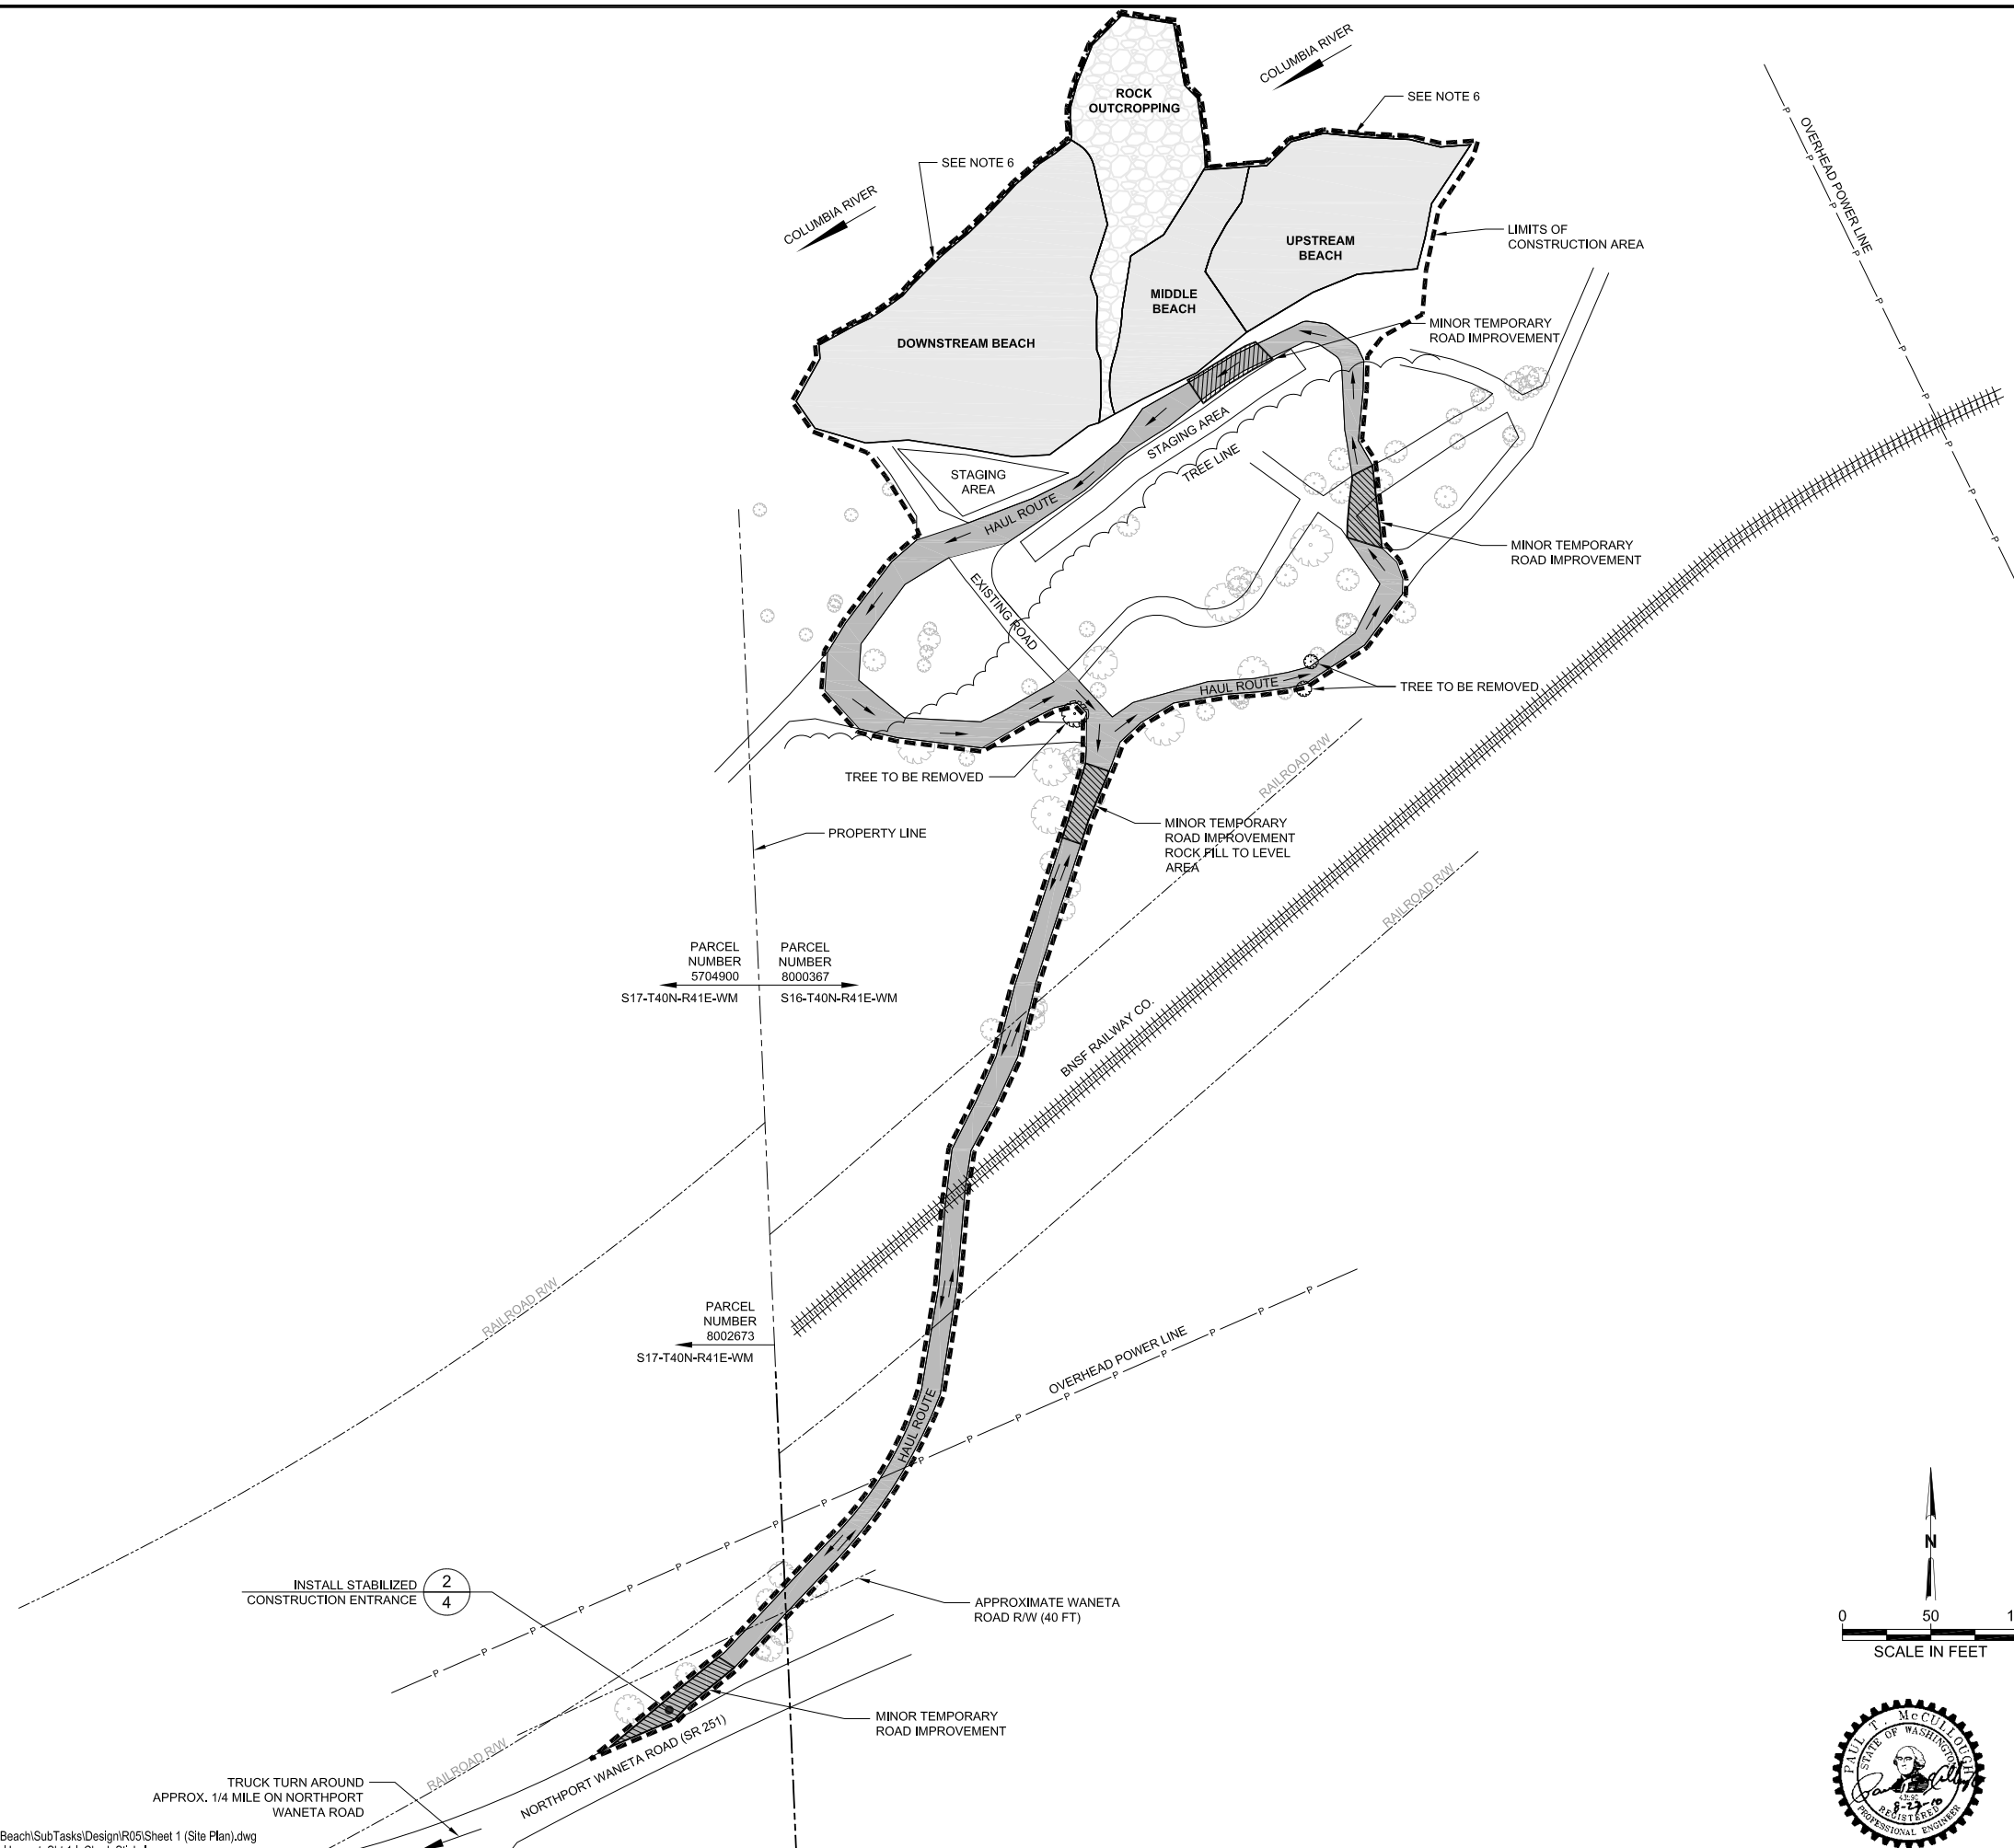 COLUMBIA RIVER
SEE NOTE 6
ROCK
OUTCROPPING
SEE NOTE 6
COLUMBIA RIVER
OVERHEAD POWER LINE
P P P P P P P P P P
LIMITS OF
CONSTRUCTION AREA
UPSTREAM
BEACH
MIDDLE
BEACH
DOWNSTREAM BEACH
MINOR TEMPORARY
ROAD IMPROVEMENT
STAGING AREA
TREE LINE
STAGING
AREA
HAUL ROUTE
MINOR TEMPORARY
ROAD IMPROVEMENT
EXISTING ROAD
HAUL ROUTE
TREE TO BE REMOVED
TREE TO BE REMOVED
RAILROAD R/W
PROPERTY LINE
MINOR TEMPORARY
ROAD IMPROVEMENT
ROCK FILL TO LEVEL
AREA
RAILROAD R/W
PARCEL
NUMBER
5704900
S17-T40N-R41E-WM
PARCEL
NUMBER
8000367
S16-T40N-R41E-WM
BNSF RAILWAY CO.
RAILROAD R/W
PARCEL
NUMBER
8002673
S17-T40N-R41E-WM
OVERHEAD POWER LINE
P P P P P P P P P P P P P P P P P P
HAUL ROUTE
N
INSTALL STABILIZED
CONSTRUCTION ENTRANCE
2
4
APPROXIMATE WANETA
ROAD R/W (40 FT)
0 50 1
SCALE IN FEET
MINOR TEMPORARY
ROAD IMPROVEMENT
NORTHPORT WANETA ROAD (SR 251)
RAILROAD R/W
TRUCK TURN AROUND
APPROX. 1/4 MILE ON NORTHPORT
WANETA ROAD
PAUL T. McCULLOUGH
STATE OF WASHINGTON
8-27-10
REGISTERED
PROFESSIONAL ENGINEER
Beach\SubTasks\Design\R05\Sheet 1 (Site Plan).dwg